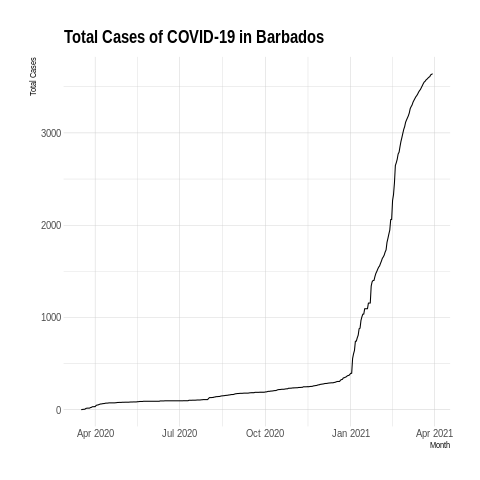 Total Cases of COVID-19 in Barbados
Total Cases
3000
2000
1000
0
Apr 2020 Jul 2020 Oct 2020 Jan 2021 Apr 2021
Month